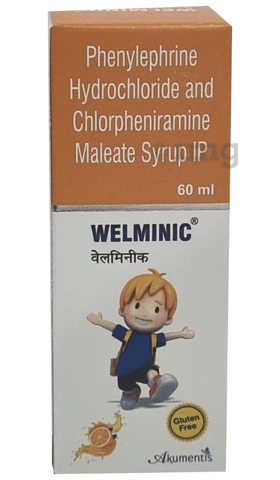 Phenylephrine
Hydrochloride and
Chlorpheniramine
Maleate Syrup IP
60 ml
WELMINIC®
वेलमिनीक
Gluten
Free
Akumentis